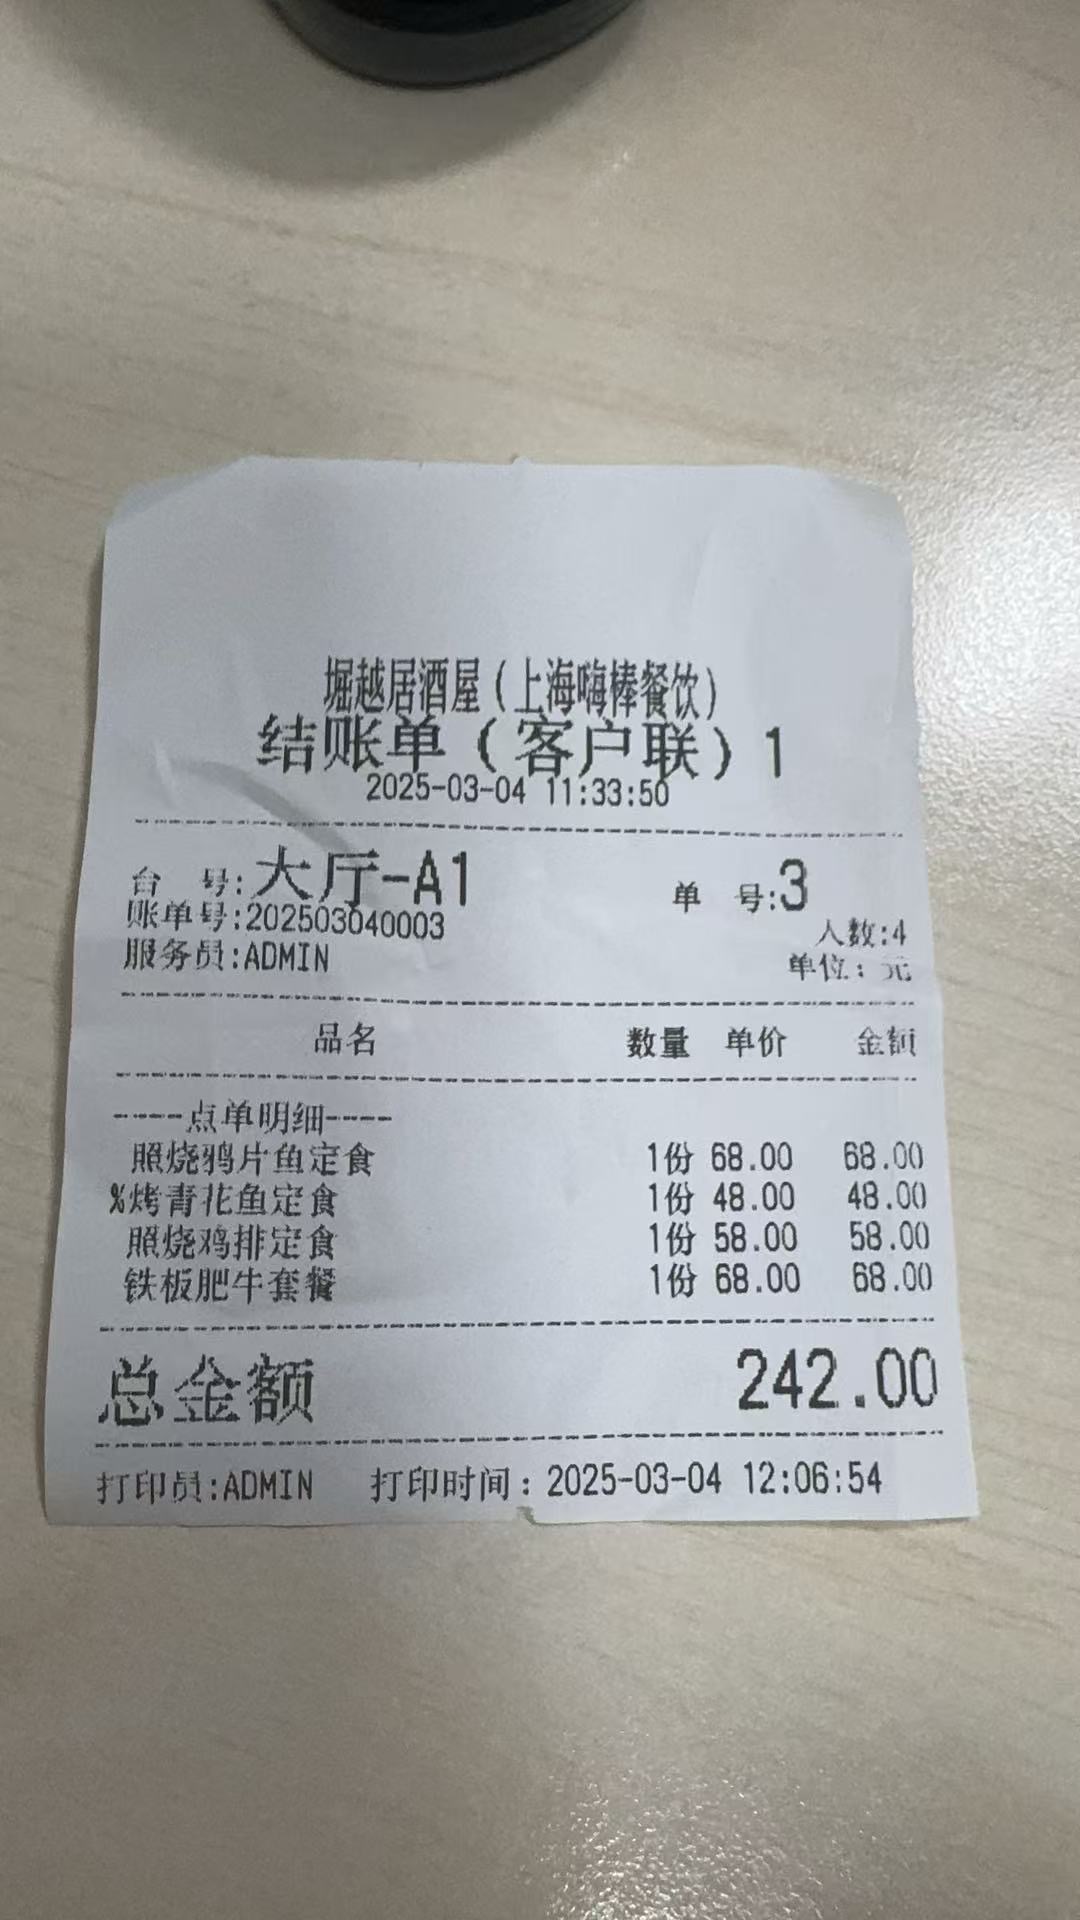 堀越居酒屋(上海嗨棒餐饮)
结账单(客户联)1
2025-03-04 11:33:50
台 号:大厅-A1 单 号:3
账单号:202503040003 人数:4
服务员:ADMIN 单位:元
品名 数量 单价 金额
----点单明细----
照烧鸦片鱼定食 1份 68.00 68.00
%烤青花鱼定食 1份 48.00 48.00
照烧鸡排定食 1份 58.00 58.00
铁板肥牛套餐 1份 68.00 68.00
总金额 242.00
打印员:ADMIN 打印时间:2025-03-04 12:06:54